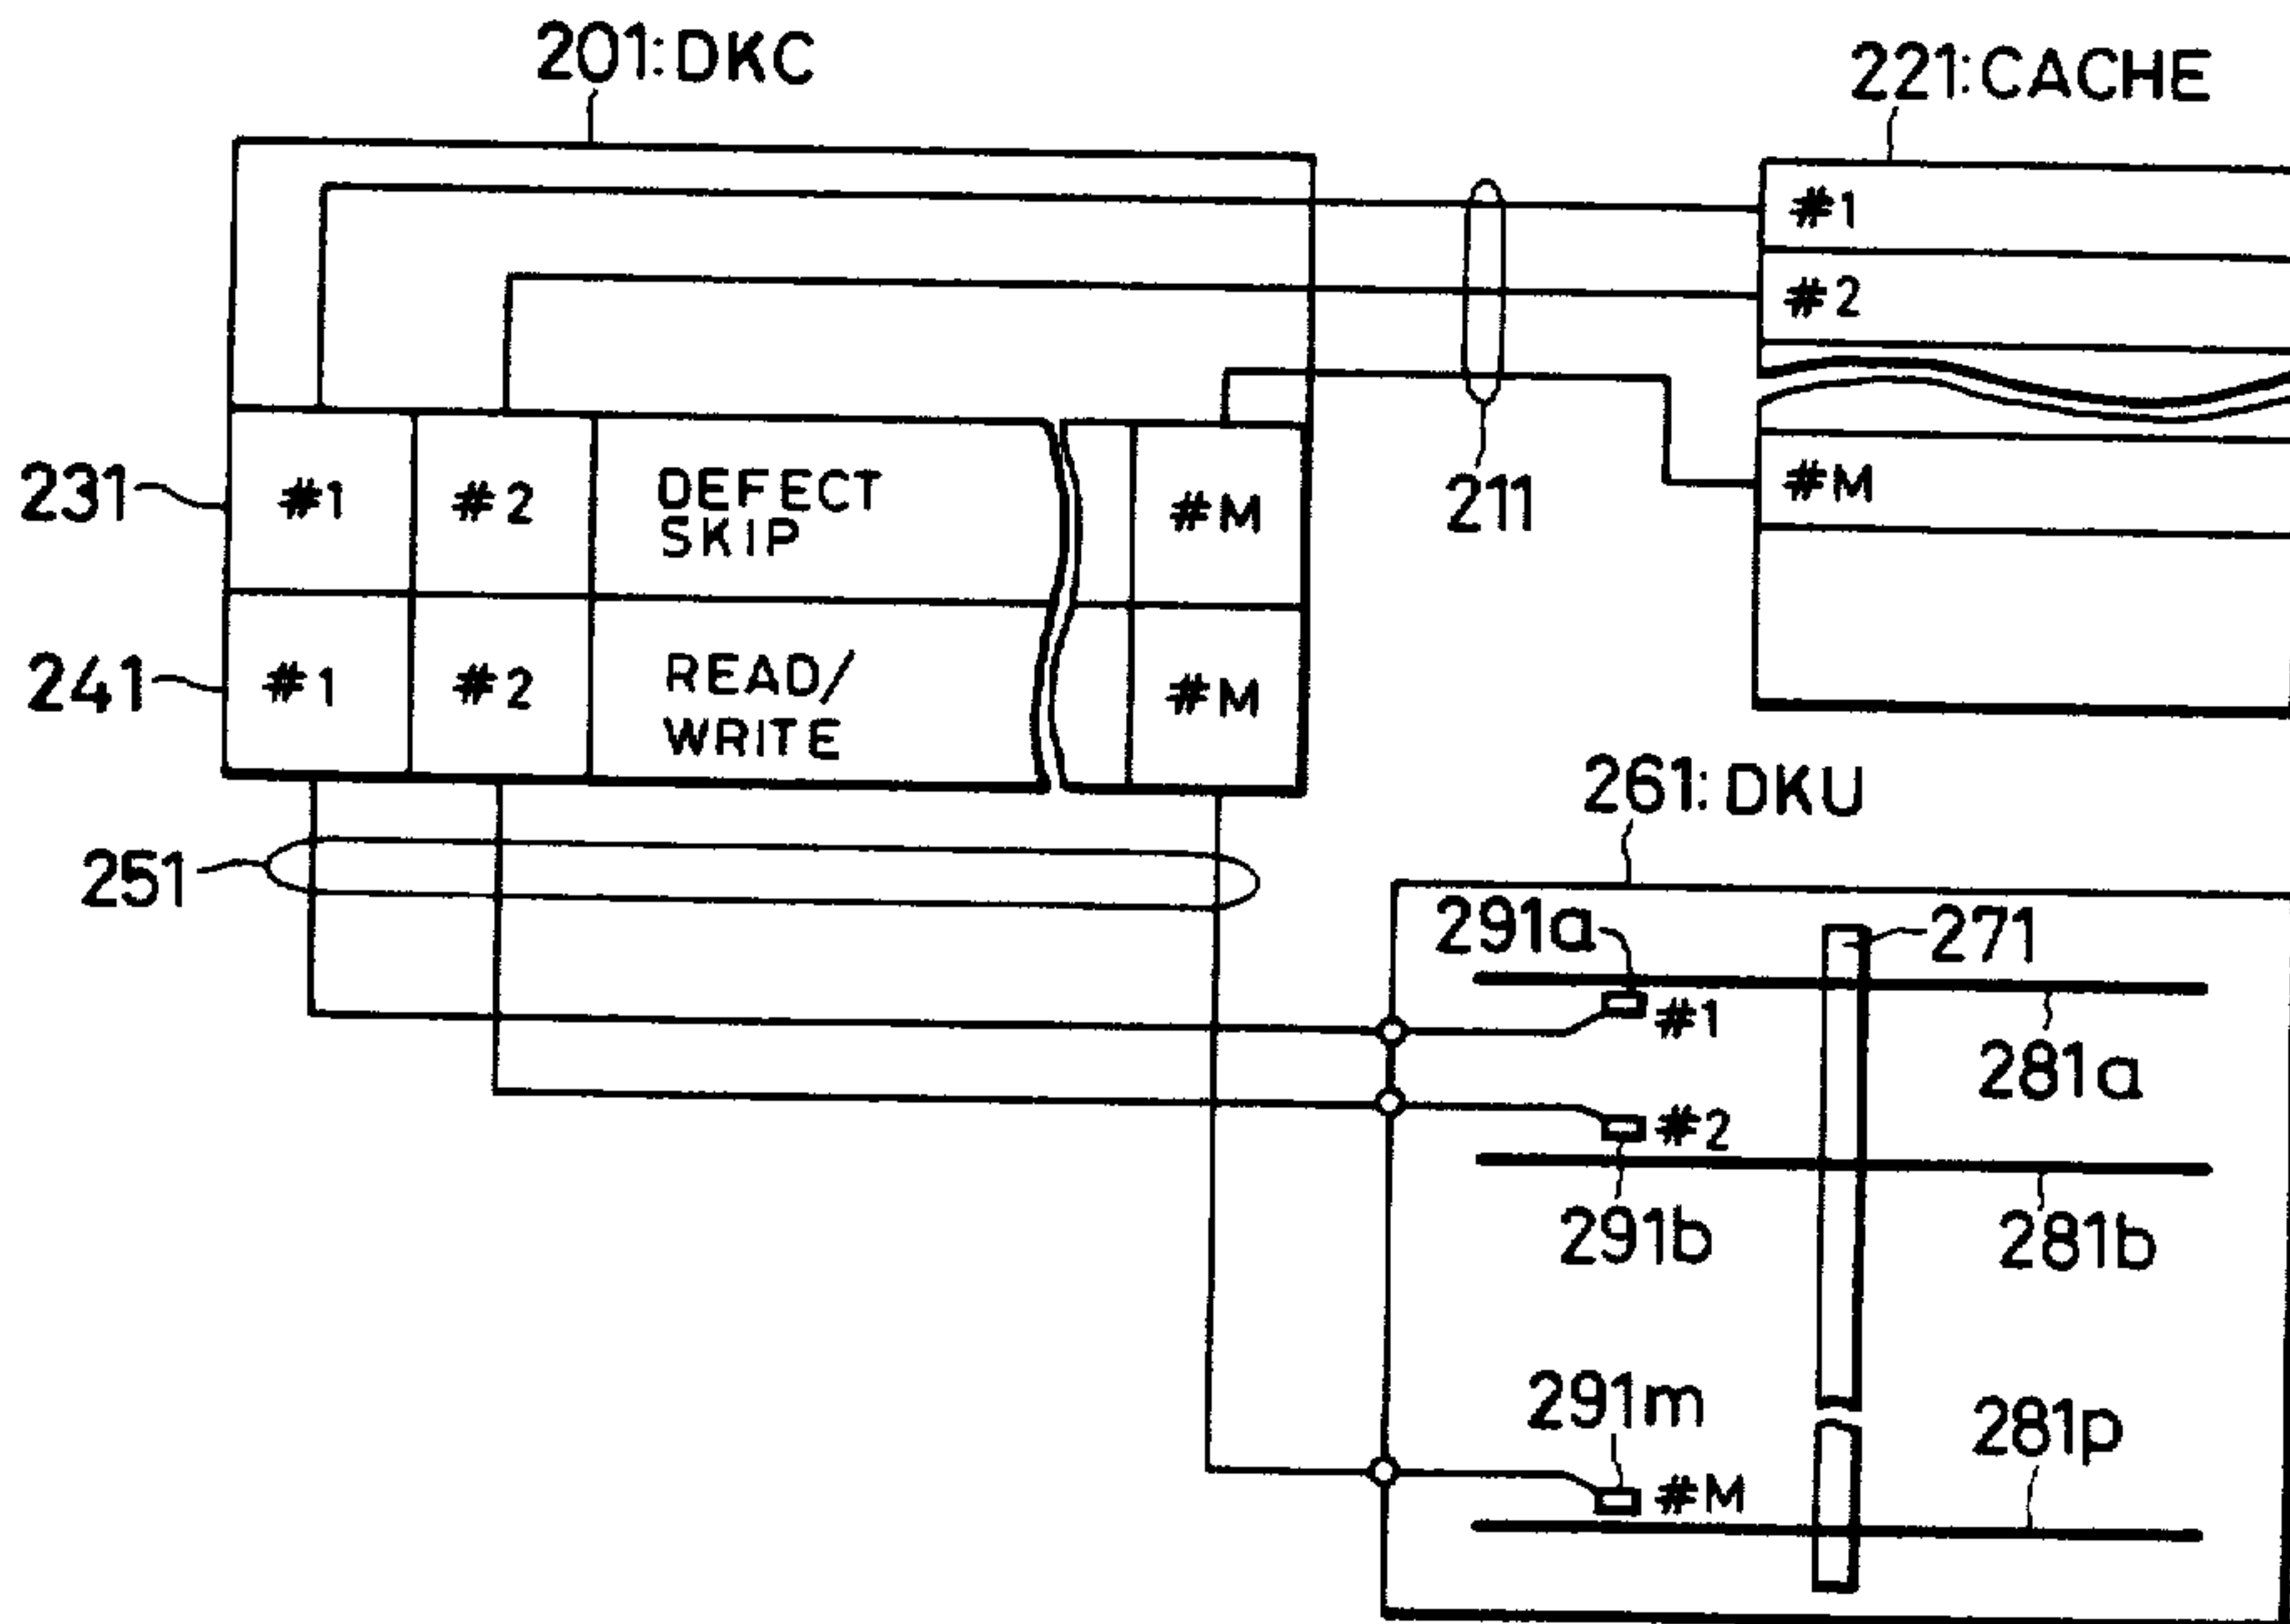 201:DKC
221:CACHE
#1
#2
#M
211
231
#1
#2
DEFECT
SKIP
#M
241
#1
#2
READ/
WRITE
#M
251
261:DKU
291a
271
#1
281a
#2
291b
281b
291m
281p
#M